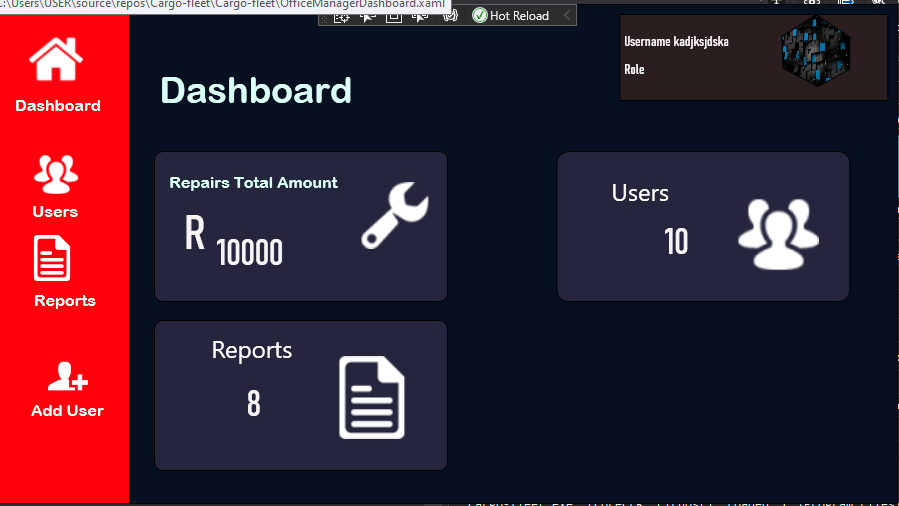 C:\Users\USER\source\repos\Cargo-fleet\Cargo-fleet\OfficeManagerDashboard.xaml
Hot Reload
Username kadjksjdska
Role
Dashboard
Dashboard
Users
Reports
Add User
Repairs Total Amount
R 10000
Users
10
Reports
8